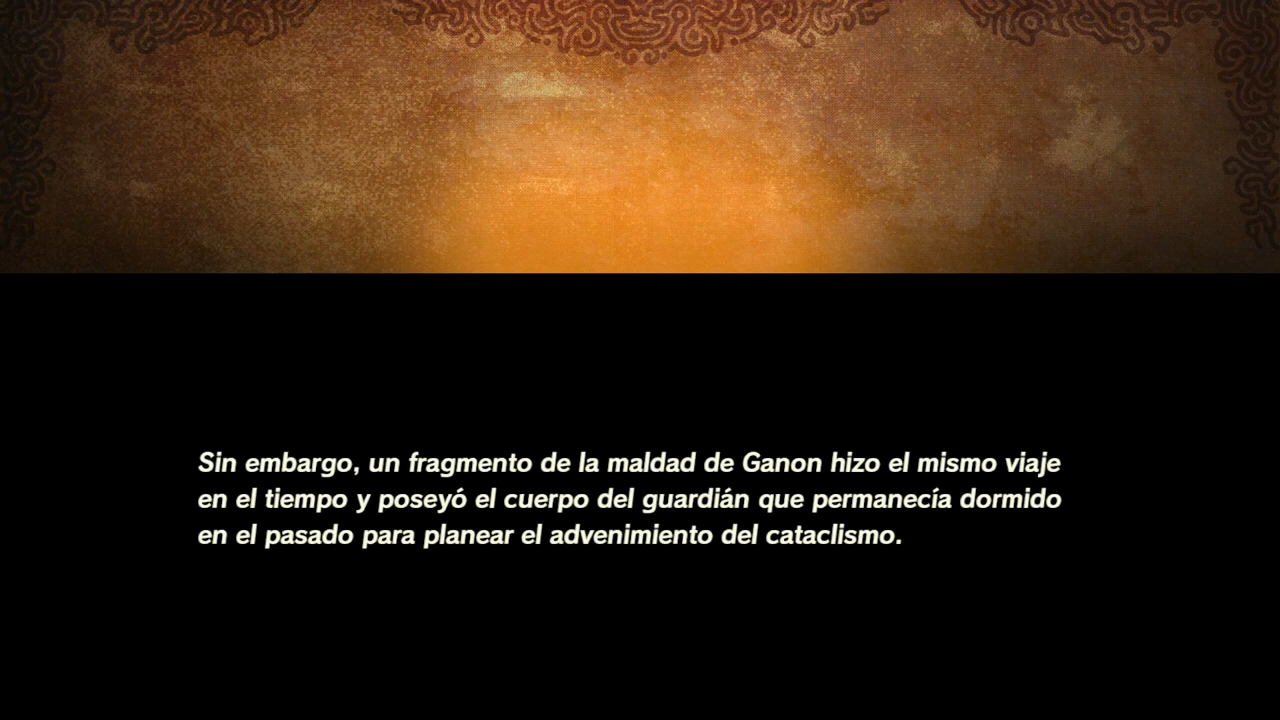 Sin embargo, un fragmento de la maldad de Ganon hizo el mismo viaje
en el tiempo y poseyó el cuerpo del guardián que permanecía dormido
en el pasado para planear el advenimiento del cataclismo.